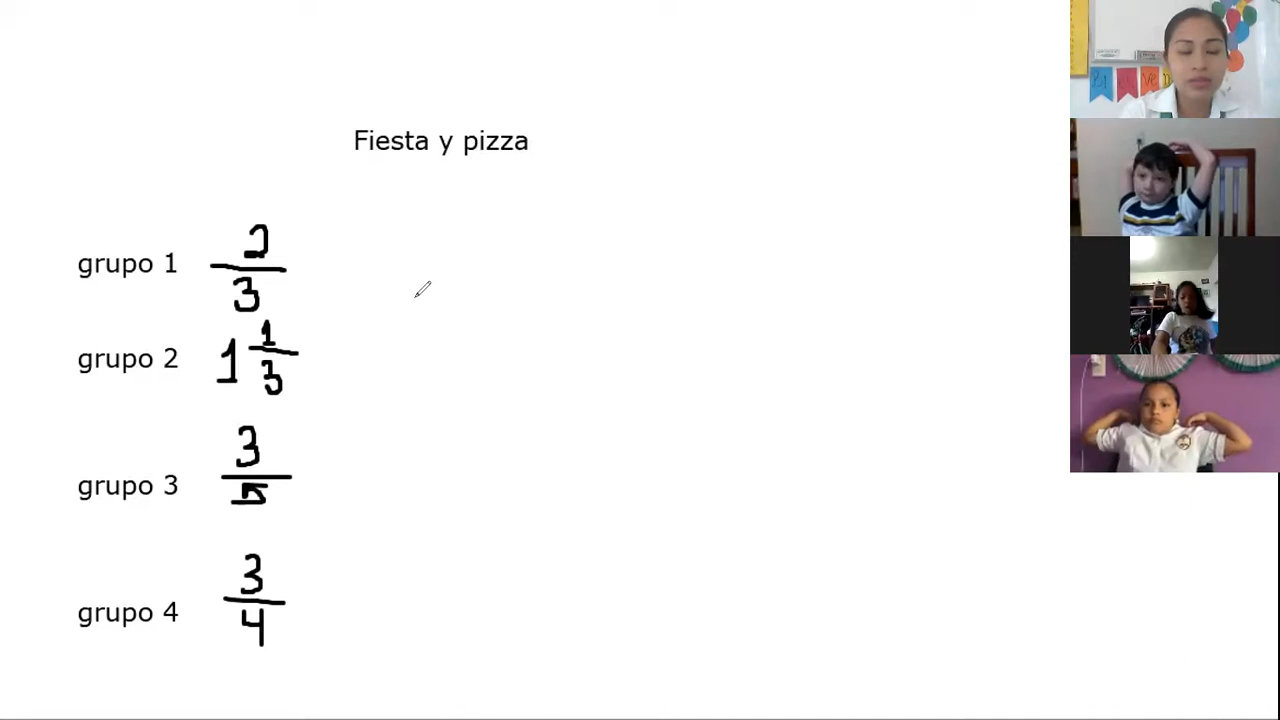 Fiesta y pizza
grupo 1 2/3
grupo 2 1 1/3
grupo 3 3/5
grupo 4 3/4